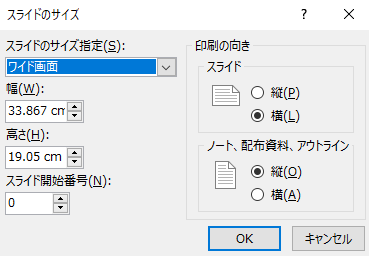 スライドのサイズ
? ×
スライドのサイズ指定(S):
ワイド画面
幅(W):
33.867 cm
高さ(H):
19.05 cm
スライド開始番号(N):
0
印刷の向き
スライド
縦(P)
横(L)
ノート、配布資料、アウトライン
縦(O)
横(A)
OK
キャンセル